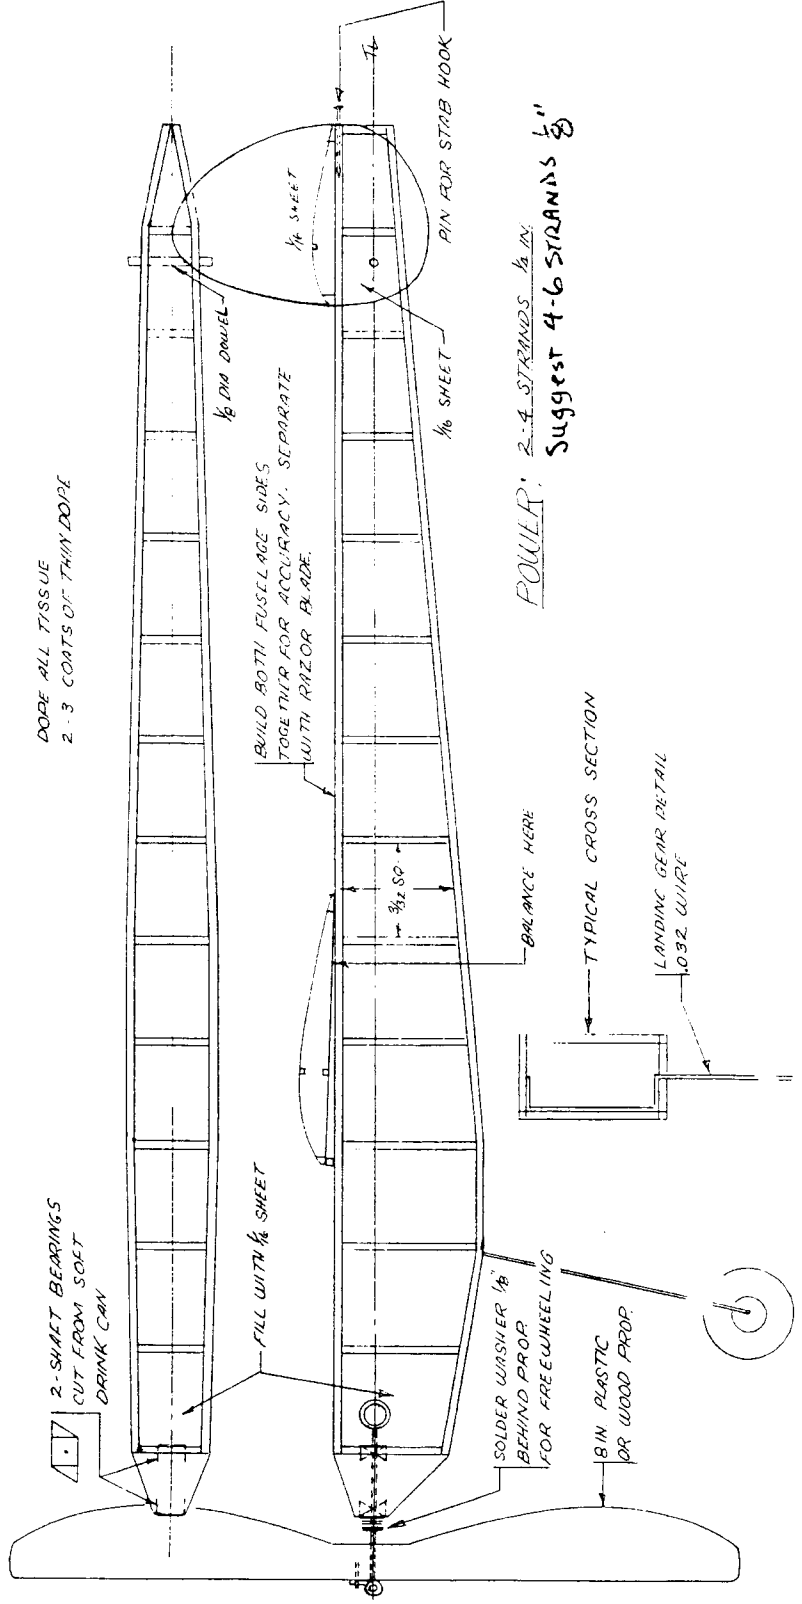 2-SHAFT BEARINGS
CUT FROM SOFT
DRINK CAN
DOPE ALL TISSUE
2-3 COATS OF THIN DOPE
FILL WITH 1/16 SHEET
1/8 DIA DOWEL
BUILD BOTH FUSELAGE SIDES
TOGETHER FOR ACCURACY. SEPARATE
WITH RAZOR BLADE.
1/16 SHEET
TL
PIN FOR STAB HOOK
1/16 SHEET
3/32 SQ.
BALANCE HERE
SOLDER WASHER 1/8"
BEHIND PROP.
FOR FREEWHEELING
8 IN PLASTIC
OR WOOD PROP.
POWER: 2-4 STRANDS 1/8 IN.
Suggest 4-6 STRANDS 1/8"
TYPICAL CROSS SECTION
LANDING GEAR DETAIL
.032 WIRE